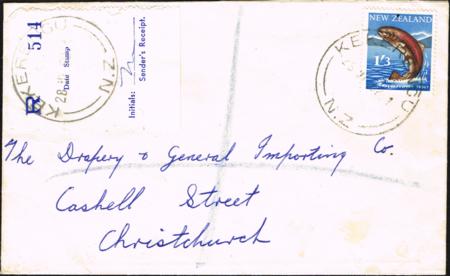 R 514
Date Stamp
Initials:
Sender's Receipt.
N.Z
NEW ZEALAND
1'3
N.Z
The Drapery & General Importing Co.
Cashell Street
Christchurch